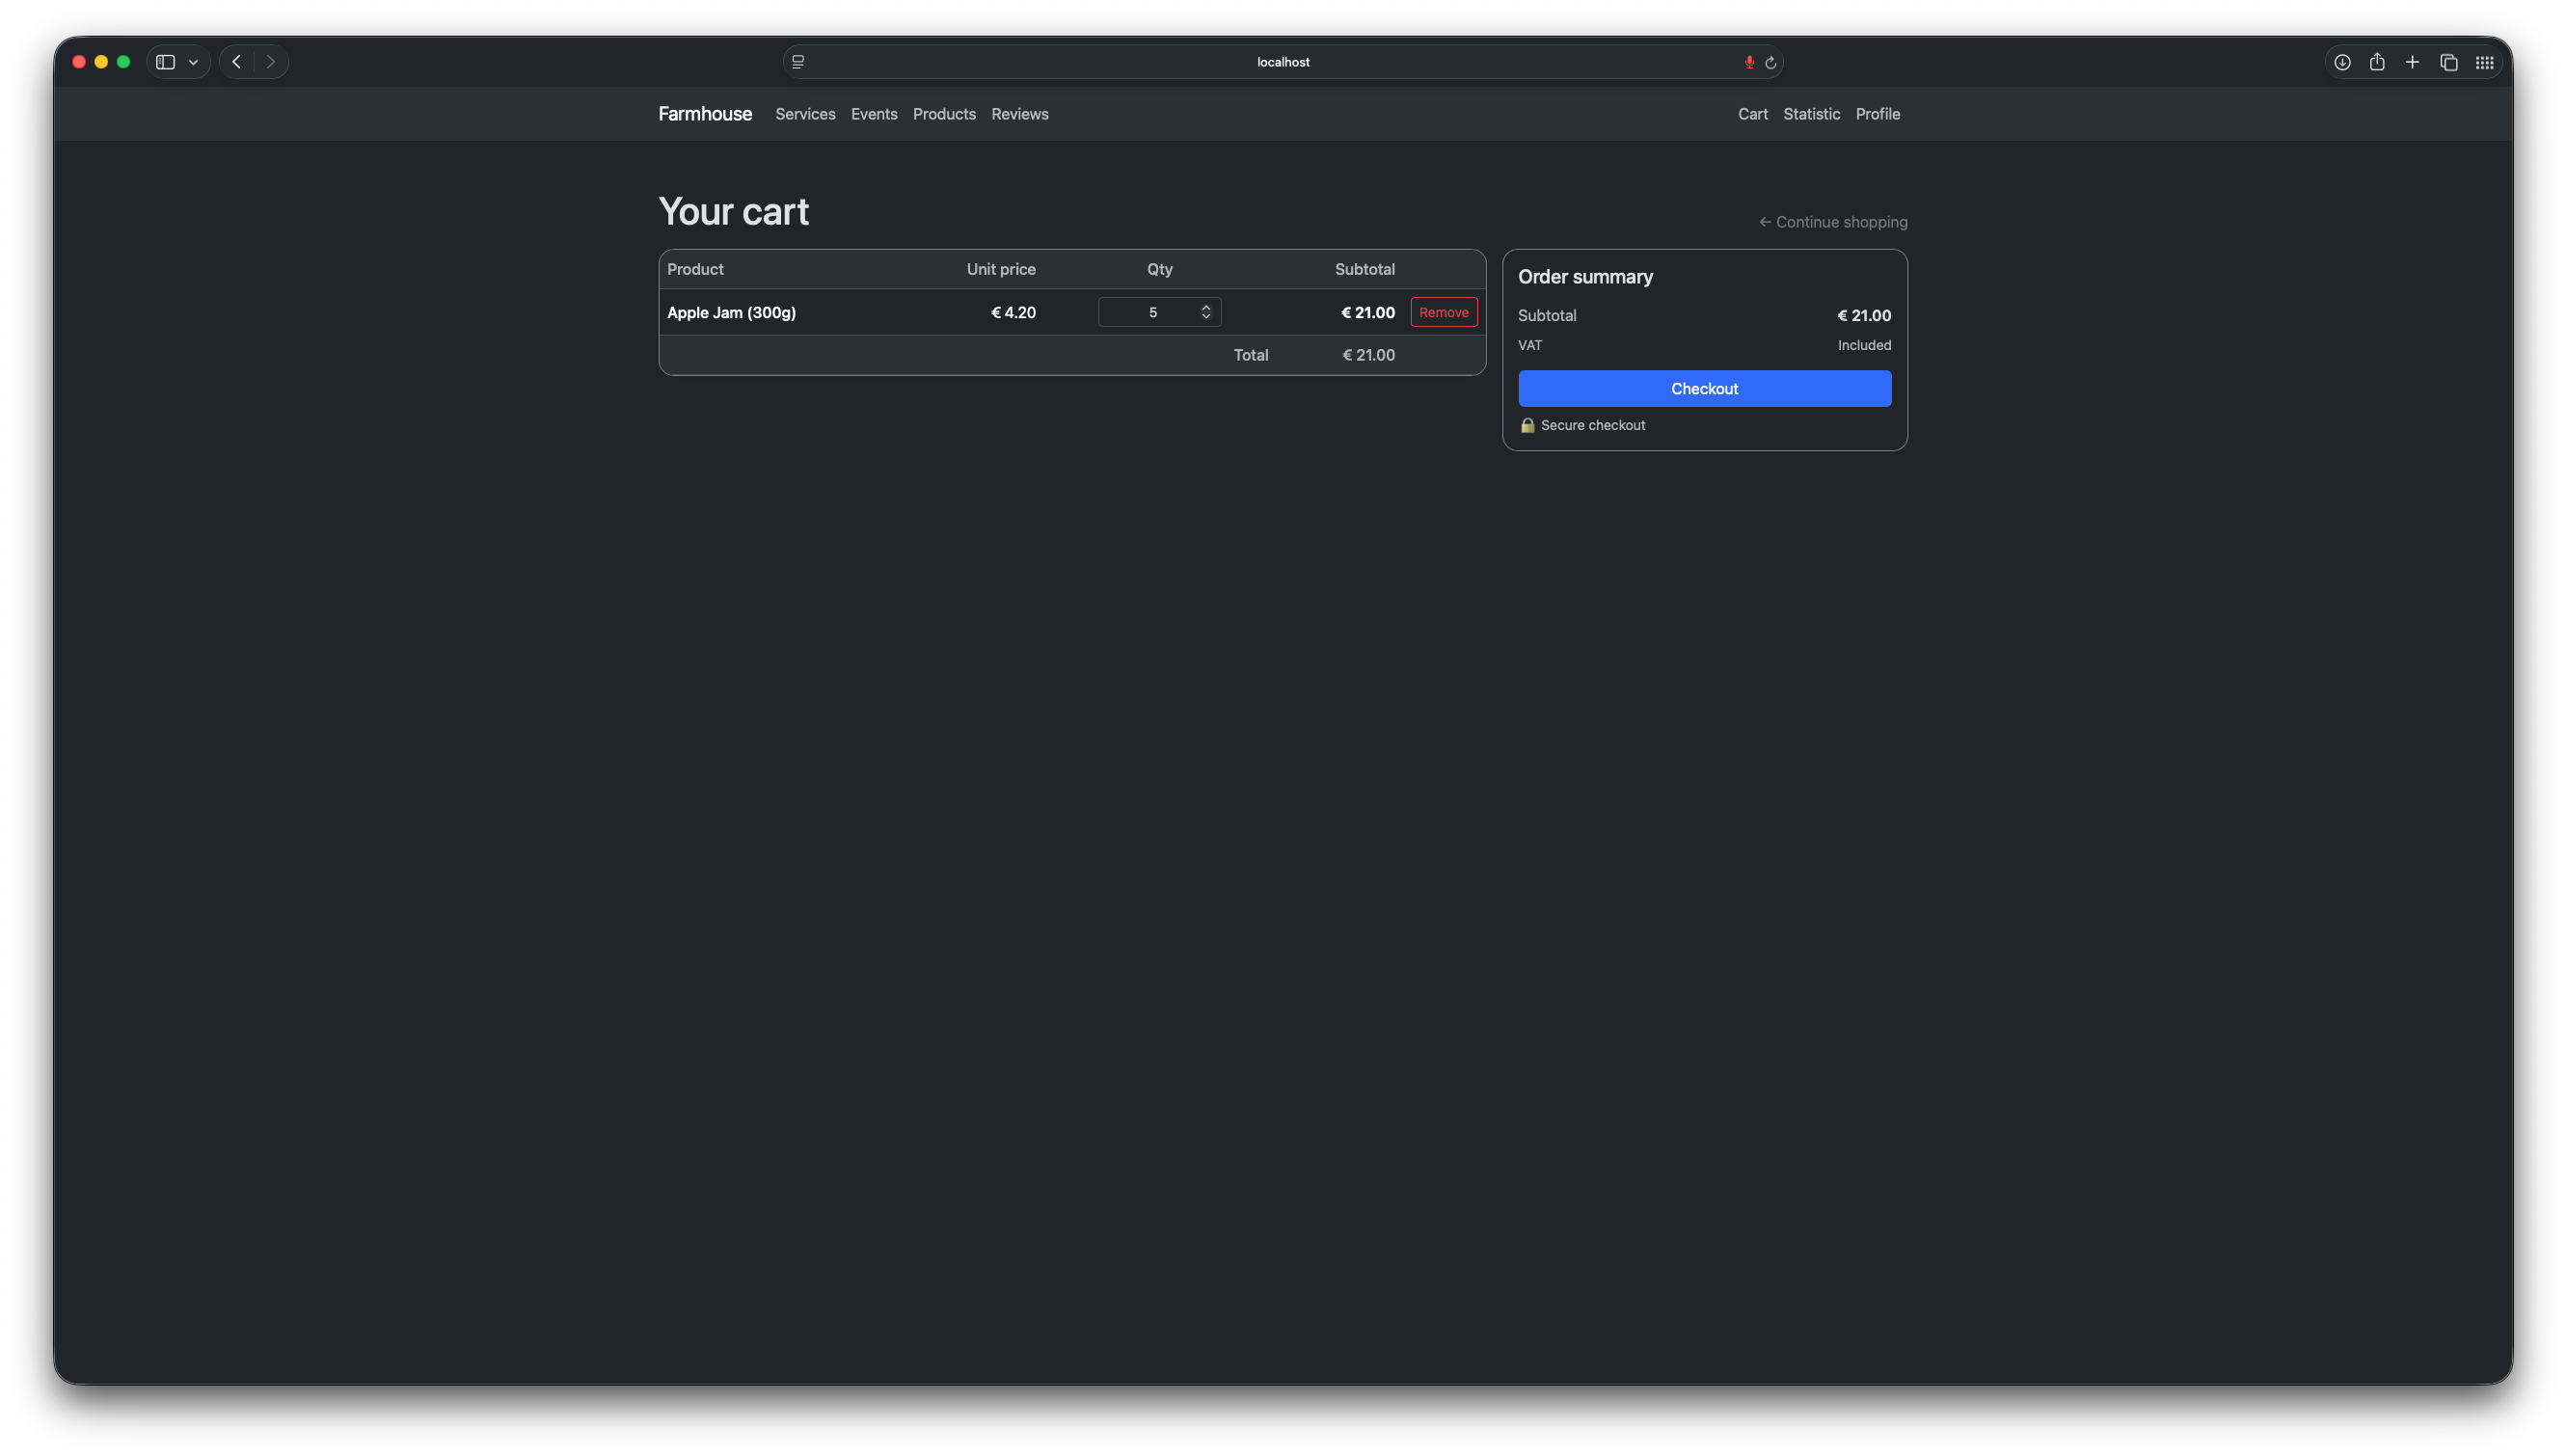 localhost
Farmhouse Services Events Products Reviews Cart Statistic Profile
Your cart
← Continue shopping
Product Unit price Qty Subtotal
Apple Jam (300g) € 4.20 5 € 21.00 Remove
Total € 21.00
Order summary
Subtotal € 21.00
VAT Included
Checkout
🔒 Secure checkout